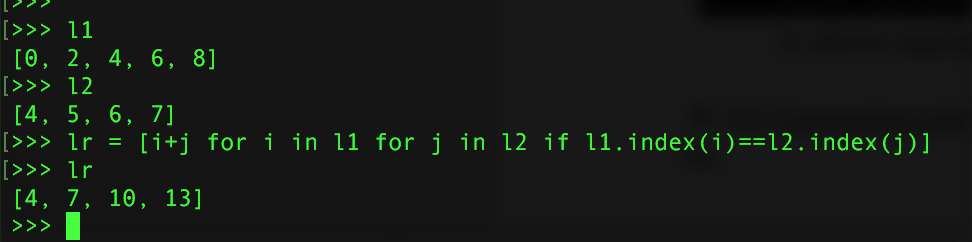 [>>>
[>>> l1
[0, 2, 4, 6, 8]
[>>> l2
[4, 5, 6, 7]
[>>> lr = [i+j for i in l1 for j in l2 if l1.index(i)==l2.index(j)]
[>>> lr
[4, 7, 10, 13]
>>>